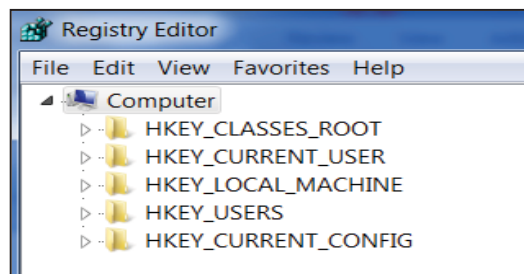 Registry Editor
File Edit View Favorites Help
Computer
HKEY_CLASSES_ROOT
HKEY_CURRENT_USER
HKEY_LOCAL_MACHINE
HKEY_USERS
HKEY_CURRENT_CONFIG